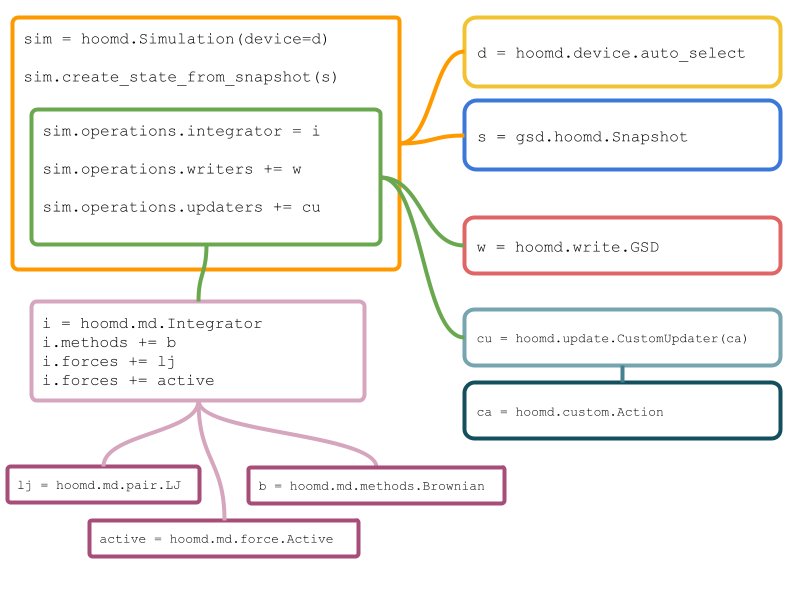 sim = hoomd.Simulation(device=d)
sim.create_state_from_snapshot(s)
sim.operations.integrator = i
sim.operations.writers += w
sim.operations.updaters += cu
d = hoomd.device.auto_select
s = gsd.hoomd.Snapshot
w = hoomd.write.GSD
cu = hoomd.update.CustomUpdater(ca)
ca = hoomd.custom.Action
i = hoomd.md.Integrator
i.methods += b
i.forces += lj
i.forces += active
lj = hoomd.md.pair.LJ
b = hoomd.md.methods.Brownian
active = hoomd.md.force.Active